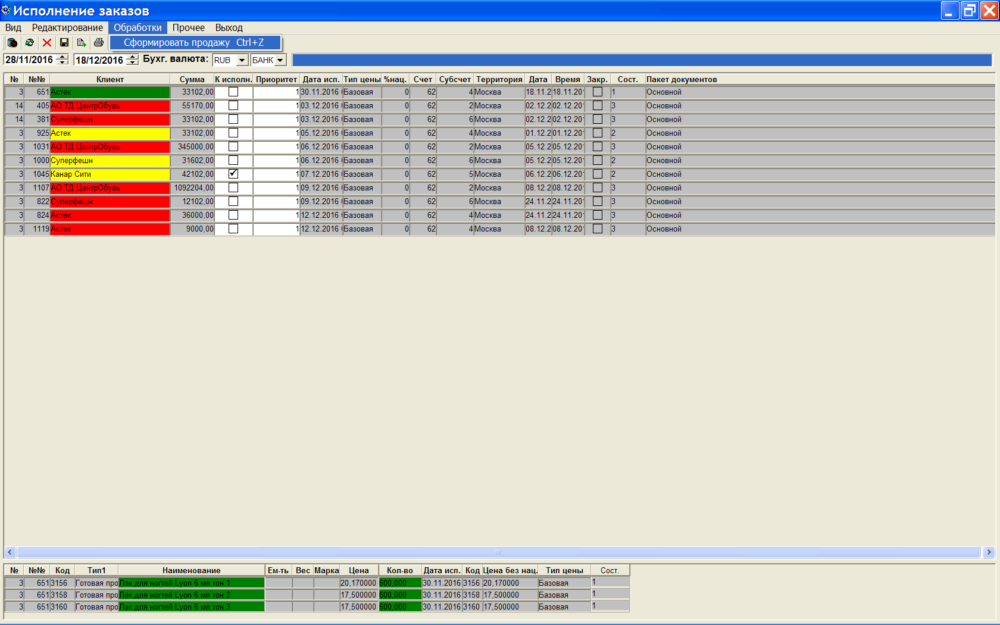 Исполнение заказов
Вид Редактирование Обработки Прочее Выход
Сформировать продажу Ctrl+Z
28/11/2016 18/12/2016 Бухг. валюта: RUB БАНК
№ №№ Клиент Сумма К исполн. Приоритет Дата исп. Тип цены %нац. Счет Субсчет Территория Дата Время Закр. Сост. Пакет документов
3 651 Астек 33102,00 1 30.11.2016 Базовая 0 62 4 Москва 18.11.2 18.11.20 1 Основной
14 405 АО ТД ЦентрОбувь 55170,00 1 03.12.2016 Базовая 0 62 2 Москва 02.12.2 02.12.20 3 Основной
14 381 Суперфешн 33102,00 1 03.12.2016 Базовая 0 62 6 Москва 02.12.2 02.12.20 3 Основной
3 925 Астек 33102,00 1 05.12.2016 Базовая 0 62 4 Москва 01.12.2 01.12.20 2 Основной
3 1031 АО ТД ЦентрОбувь 345000,00 1 06.12.2016 Базовая 0 62 2 Москва 05.12.2 05.12.20 3 Основной
3 1000 Суперфешн 31602,00 1 06.12.2016 Базовая 0 62 6 Москва 05.12.2 05.12.20 2 Основной
3 1045 Канар Сити 42102,00 1 07.12.2016 Базовая 0 62 5 Москва 06.12.2 06.12.20 2 Основной
3 1107 АО ТД ЦентрОбувь 1092204,00 1 09.12.2016 Базовая 0 62 2 Москва 08.12.2 08.12.20 3 Основной
3 822 Суперфешн 12102,00 1 09.12.2016 Базовая 0 62 6 Москва 24.11.2 24.11.20 3 Основной
3 824 Астек 36000,00 1 12.12.2016 Базовая 0 62 4 Москва 24.11.2 24.11.20 3 Основной
3 1119 Астек 9000,00 1 12.12.2016 Базовая 0 62 4 Москва 08.12.2 08.12.20 3 Основной
№ №№ Код Тип1 Наименование Ем-ть Вес Марка Цена Кол-во Дата исп. Код Цена без нац. Тип цены Сост.
3 651 3156 Готовая про Лак для ногтей Lyon 6 мл тон 1 20,170000 600,000 30.11.2016 3156 20,170000 Базовая 1
3 651 3158 Готовая про Лак для ногтей Lyon 6 мл тон 2 17,500000 600,000 30.11.2016 3158 17,500000 Базовая 1
3 651 3160 Готовая про Лак для ногтей Lyon 6 мл тон 3 17,500000 600,000 30.11.2016 3160 17,500000 Базовая 1